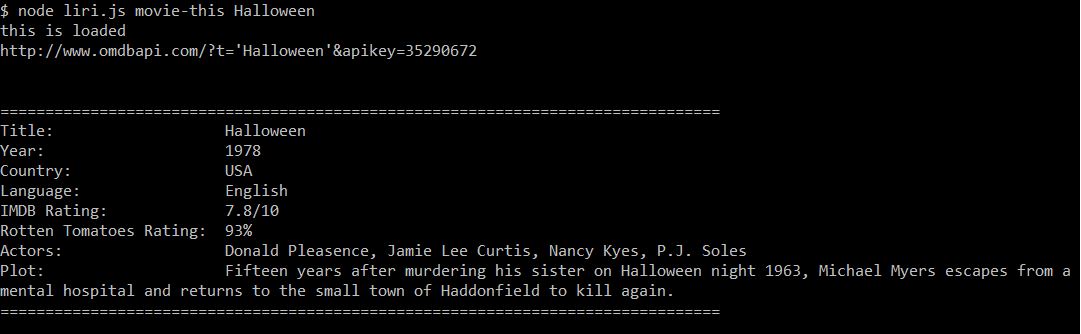 $ node liri.js movie-this Halloween
this is loaded
http://www.omdbapi.com/?t='Halloween'&apikey=35290672
================================================================================
Title: Halloween
Year: 1978
Country: USA
Language: English
IMDB Rating: 7.8/10
Rotten Tomatoes Rating: 93%
Actors: Donald Pleasence, Jamie Lee Curtis, Nancy Kyes, P.J. Soles
Plot: Fifteen years after murdering his sister on Halloween night 1963, Michael Myers escapes from a
mental hospital and returns to the small town of Haddonfield to kill again.
================================================================================